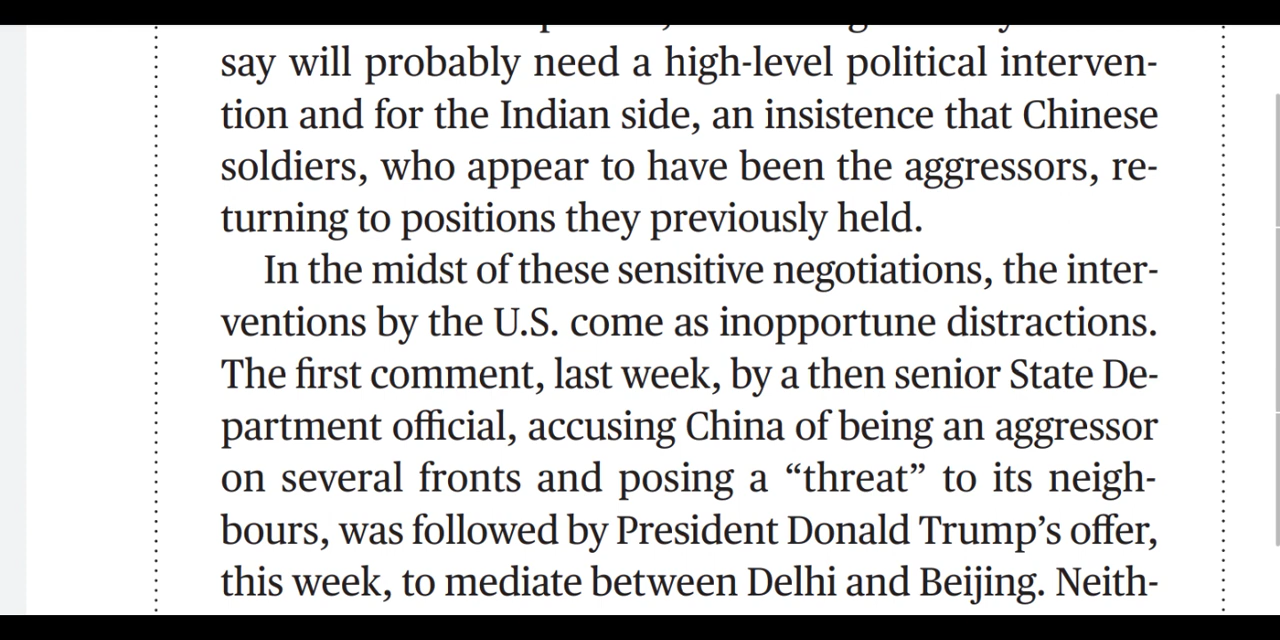 say will probably need a high-level political interven-
tion and for the Indian side, an insistence that Chinese
soldiers, who appear to have been the aggressors, re-
turning to positions they previously held.
In the midst of these sensitive negotiations, the inter-
ventions by the U.S. come as inopportune distractions.
The first comment, last week, by a then senior State De-
partment official, accusing China of being an aggressor
on several fronts and posing a “threat” to its neigh-
bours, was followed by President Donald Trump’s offer,
this week, to mediate between Delhi and Beijing. Neith-